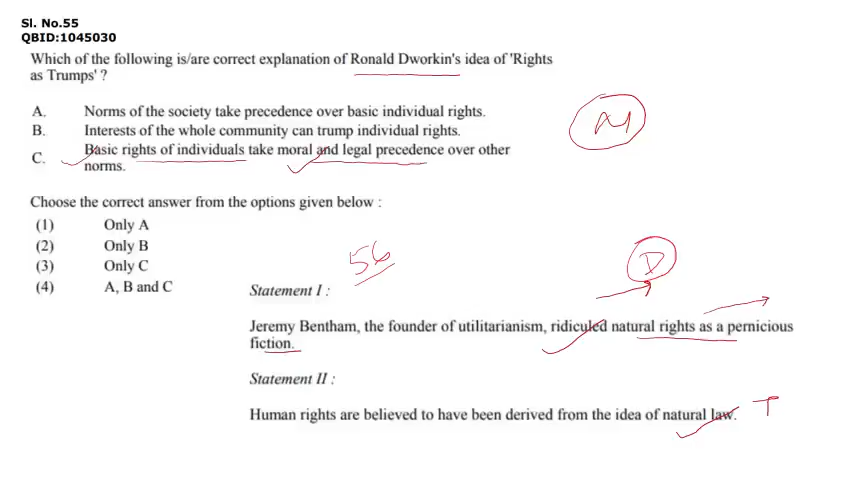 Sl. No.55
QBID:1045030
Which of the following is/are correct explanation of Ronald Dworkin's idea of 'Rights
as Trumps' ?
A. Norms of the society take precedence over basic individual rights.
B. Interests of the whole community can trump individual rights.
C. Basic rights of individuals take moral and legal precedence over other
norms.
M
Choose the correct answer from the options given below :
(1) Only A
(2) Only B
(3) Only C
(4) A, B and C
56
D
Statement I :
Jeremy Bentham, the founder of utilitarianism, ridiculed natural rights as a pernicious
fiction.
Statement II :
Human rights are believed to have been derived from the idea of natural law. T